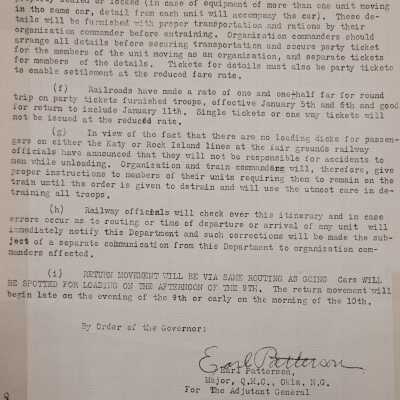 property sealed or locked (in case of equipment of more than one unit moving
in the same car, detail from each unit will accompany the car). These de-
tails will be furnished with proper transportation and rations by their
organization commander before entraining. Organization commanders should
arrange all details before securing transportation and secure party ticket
for the members of the unit moving as an organization, and separate tickets
for members of the details. Tickets for details must also be party tickets
to enable settlement at the reduced fare rate.
(f) Railroads have made a rate of one and one-half far for round
trip on party tickets furnished troups, effective January 5th and 6th and good
for return to include January 11th. Single tickets or one way tickets will
not be issued at the reduced rate.
(g) In view of the fact that there are no loading dicks for passen-
gers on either the Katy or Rock Island lines at the fair grounds railway
officials have announced that they will not be responsible for accidents to
men while unloading. Organization and train commanders will, therefore, give
proper instructions to members of their units requiring them to remain on the
train until the order is given to detrain and will use the utmost care in de-
training all troops.
(h) Railway officials will check over this itinerary and in case
errors occur as to routing or time of departure or arrival of any unit will
immediately notify this Department and such corrections will be made the sub-
ject of a separate communication from this Department to organization com-
manders affected.
(i) RETURN MOVEMENT WILL BE VIA SAME ROUTING AS GOING Cars WILL
BE SPOTTED FOR LOADING ON THE AFTERNOON OF THE 9TH. The return movement will
begin late on the evening of the 9th or early on the morning of the 10th.
By Order of the Governor:
Earl Patterson
Earl Patterson,
Major, Q.M.C., Okla. N.G.
For The Adjutant General